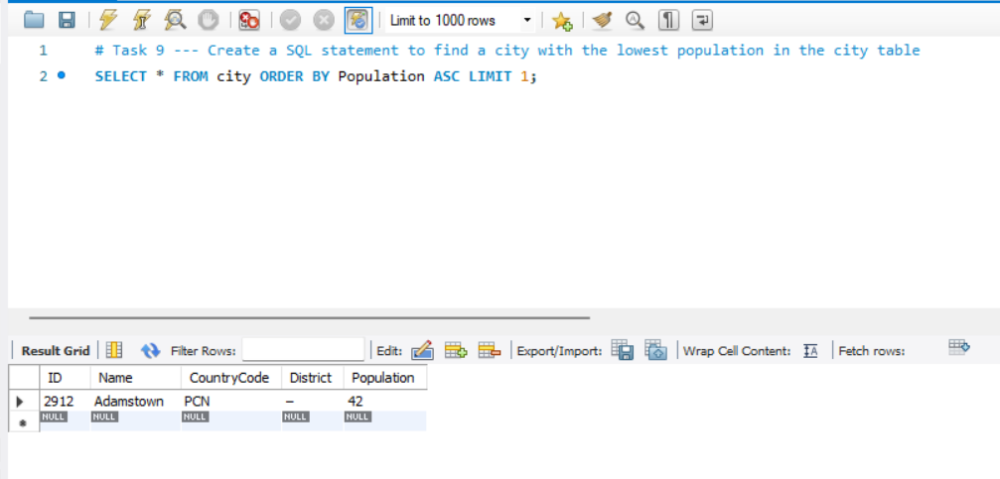 Limit to 1000 rows
1 # Task 9 --- Create a SQL statement to find a city with the lowest population in the city table
2 SELECT * FROM city ORDER BY Population ASC LIMIT 1;
Result Grid Filter Rows: Edit: Export/Import: Wrap Cell Content: Fetch rows:
ID Name CountryCode District Population
2912 Adamstown PCN – 42
NULL NULL NULL NULL NULL